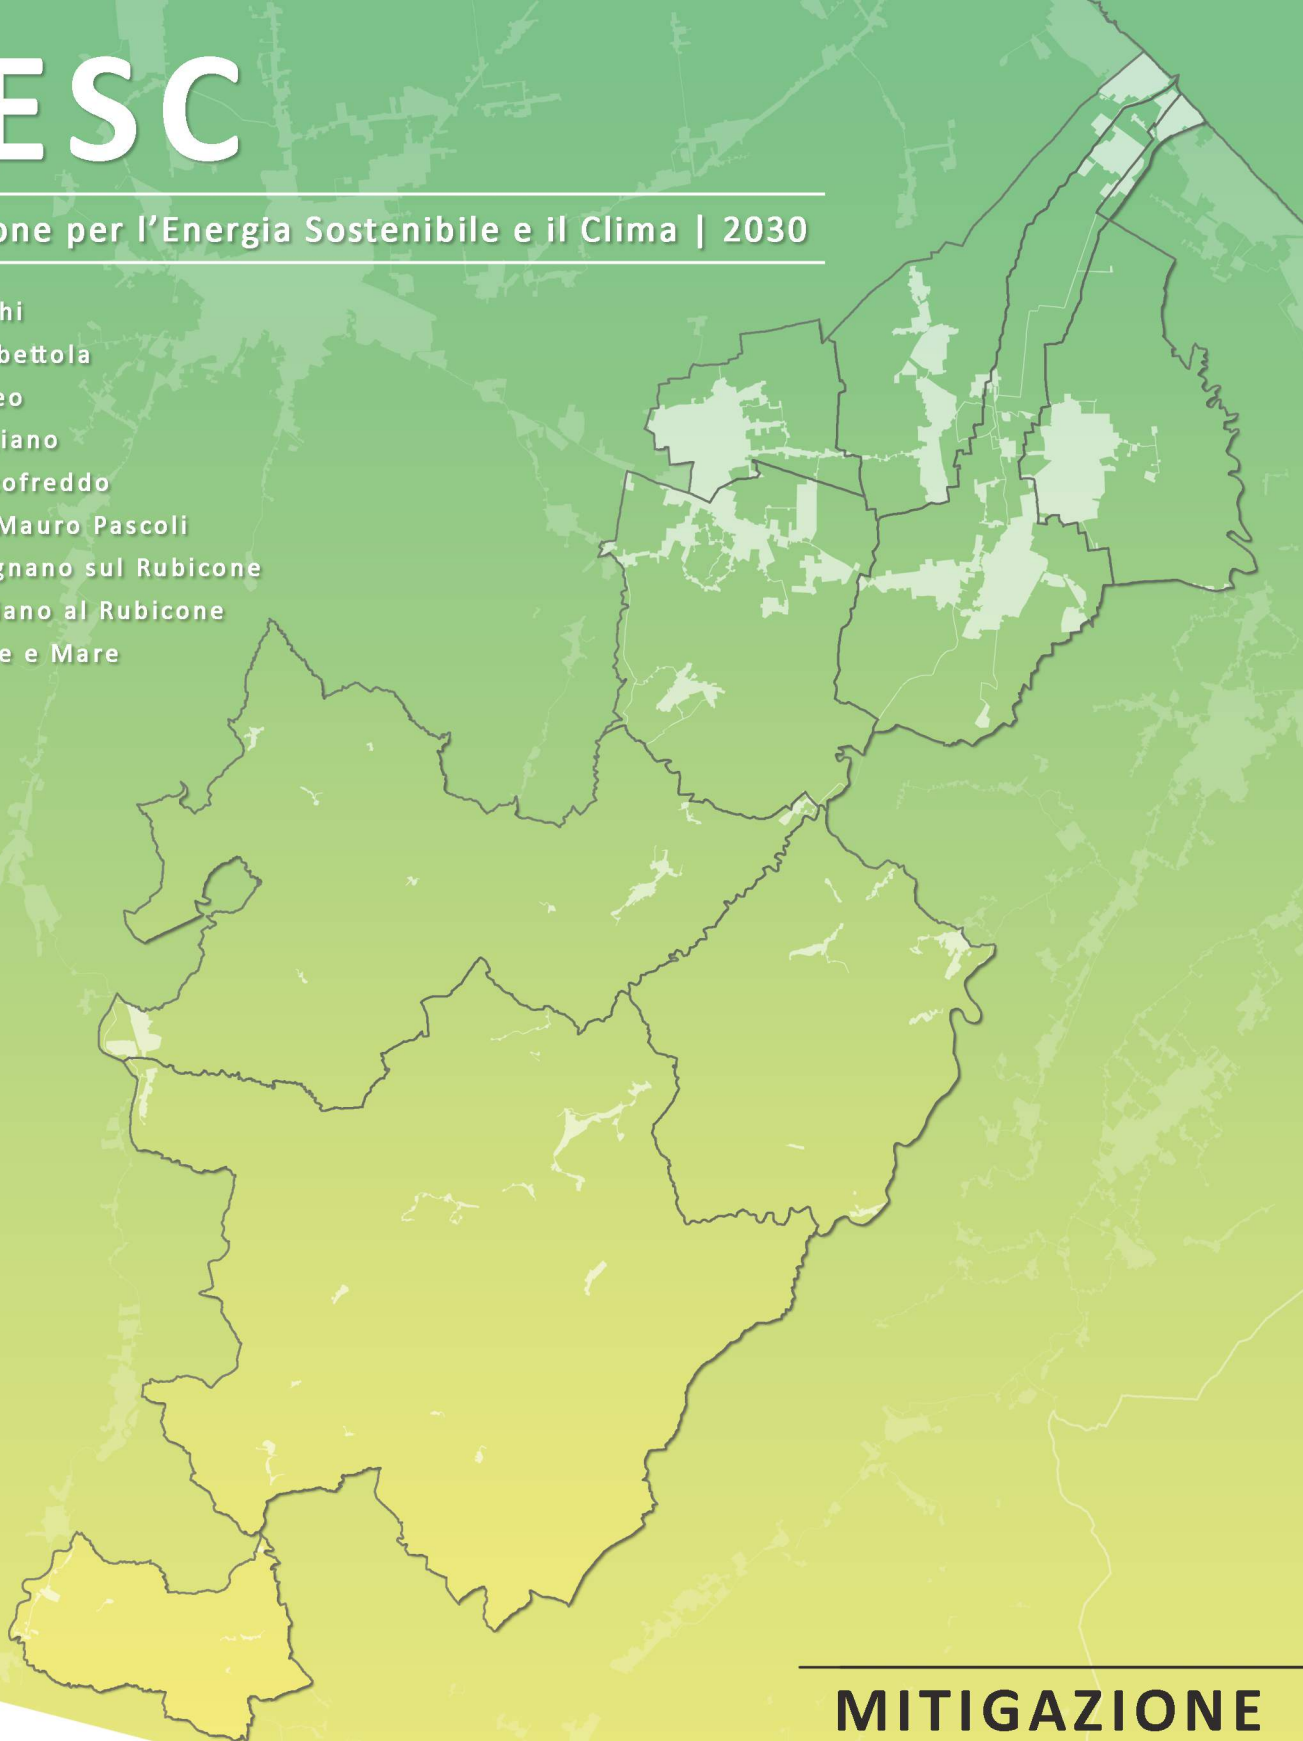 ESC
one per l’Energia Sostenibile e il Clima | 2030
hi
bettola
eo
iano
ofreddo
Mauro Pascoli
gnano sul Rubicone
iano al Rubicone
e e Mare
MITIGAZIONE